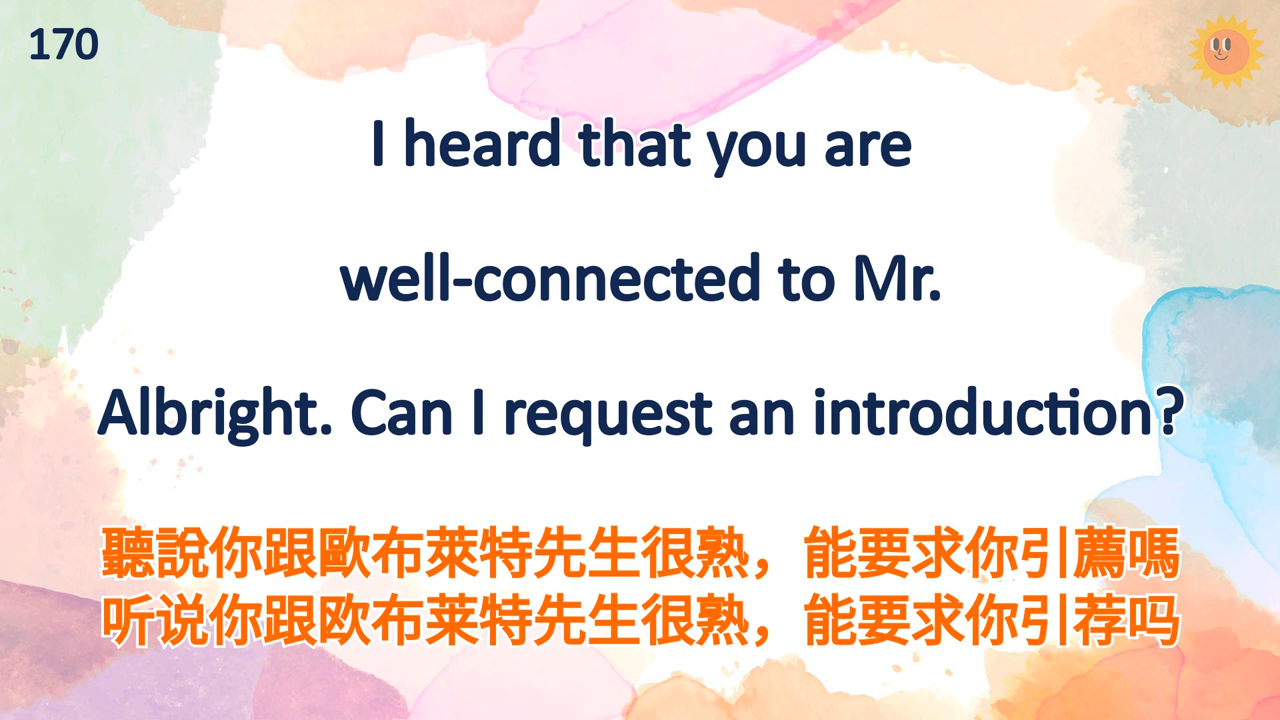 170
I heard that you are
well-connected to Mr.
Albright. Can I request an introduction?
聽說你跟歐布萊特先生很熟，能要求你引薦嗎
听说你跟欧布莱特先生很熟，能要求你引荐吗